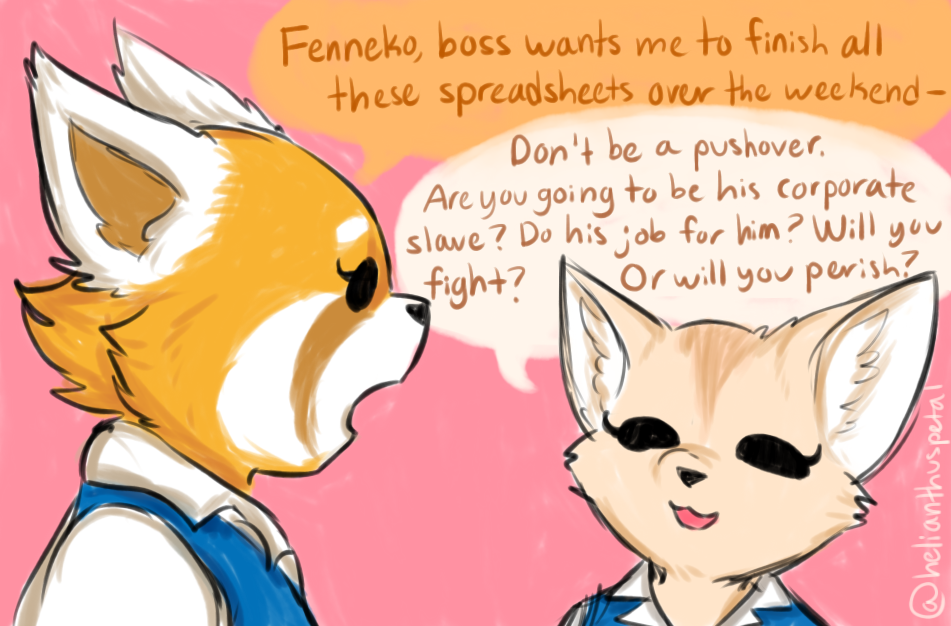 Fenneko, boss wants me to finish all
these spreadsheets over the weekend-
Don't be a pushover.
Are you going to be his corporate
slave? Do his job for him? Will you
fight? Or will you perish?
@helianthuspetal